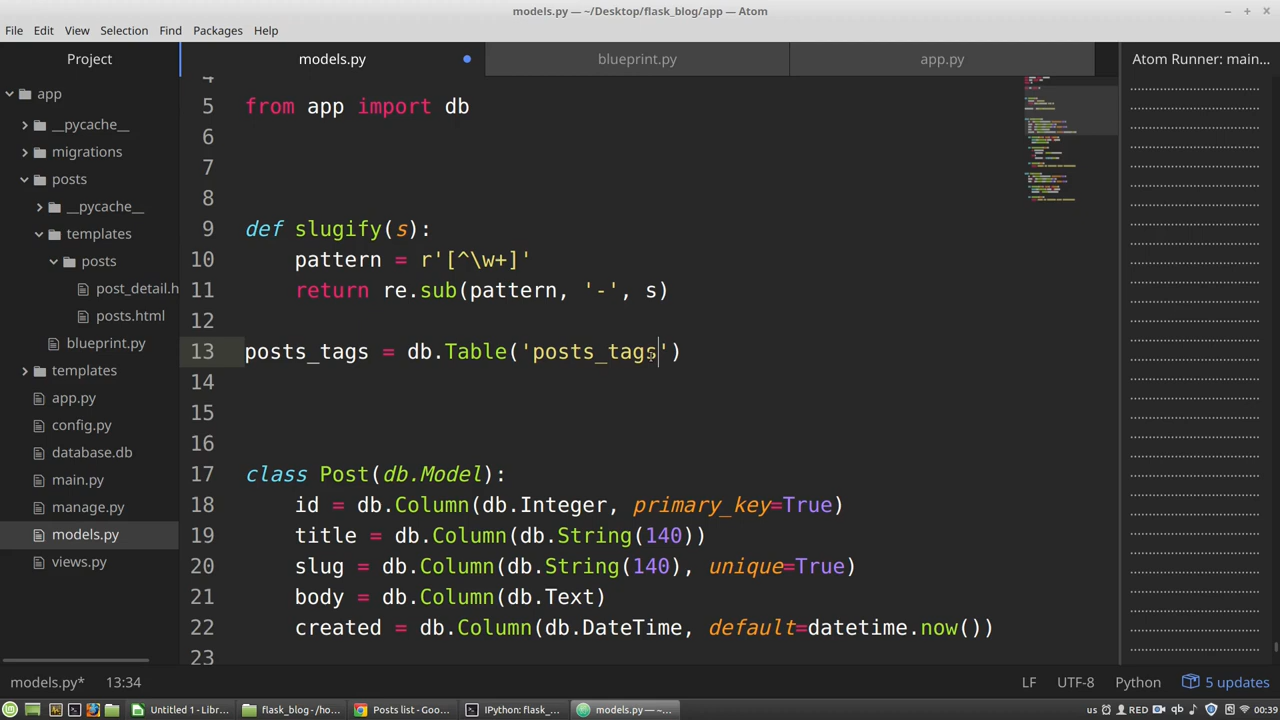 models.py — ~/Desktop/flask_blog/app — Atom
File Edit View Selection Find Packages Help
Project
models.py
blueprint.py
app.py
Atom Runner: main...
app
__pycache__
migrations
posts
__pycache__
templates
posts
post_detail.h
posts.html
blueprint.py
templates
app.py
config.py
database.db
main.py
manage.py
models.py
views.py
4
5 from app import db
6
7
8
9 def slugify(s):
10 pattern = r'[^\w+]'
11 return re.sub(pattern, '-', s)
12
13 posts_tags = db.Table('posts_tags')
14
15
16
17 class Post(db.Model):
18 id = db.Column(db.Integer, primary_key=True)
19 title = db.Column(db.String(140))
20 slug = db.Column(db.String(140), unique=True)
21 body = db.Column(db.Text)
22 created = db.Column(db.DateTime, default=datetime.now())
23
models.py* 13:34 LF UTF-8 Python 5 updates
Untitled 1 - Libr... flask_blog - /ho... Posts list - Goo... IPython: flask_... models.py — ~... us RED qb 00:39